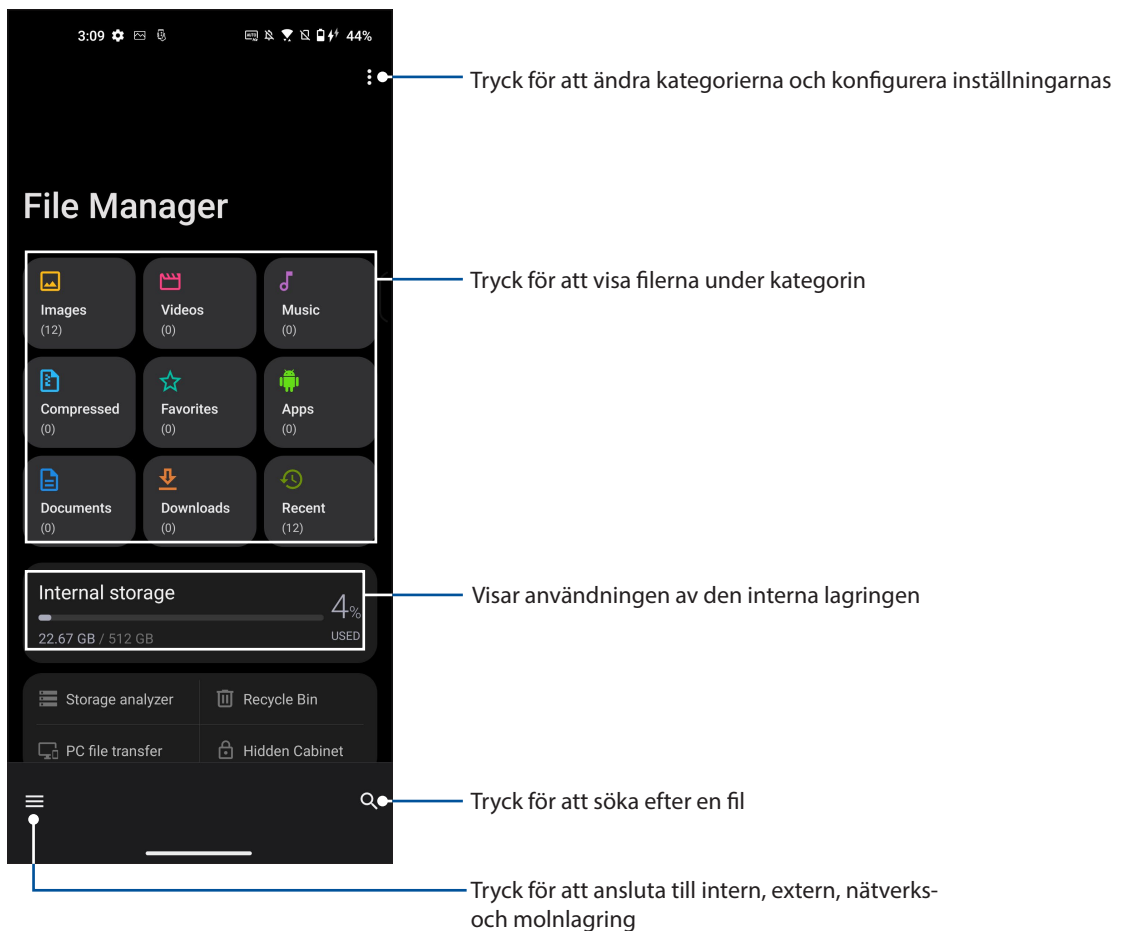 3:09 44%
Tryck för att ändra kategorierna och konfigurera inställningarnas
File Manager
Tryck för att visa filerna under kategorin
Images Videos Music
(12) (0) (0)
Compressed Favorites Apps
(0) (0) (0)
Documents Downloads Recent
(0) (0) (12)
Internal storage
4%
Visar användningen av den interna lagringen
22.67 GB / 512 GB USED
Storage analyzer Recycle Bin
PC file transfer Hidden Cabinet
Tryck för att söka efter en fil
Tryck för att ansluta till intern, extern, nätverks-
och molnlagring